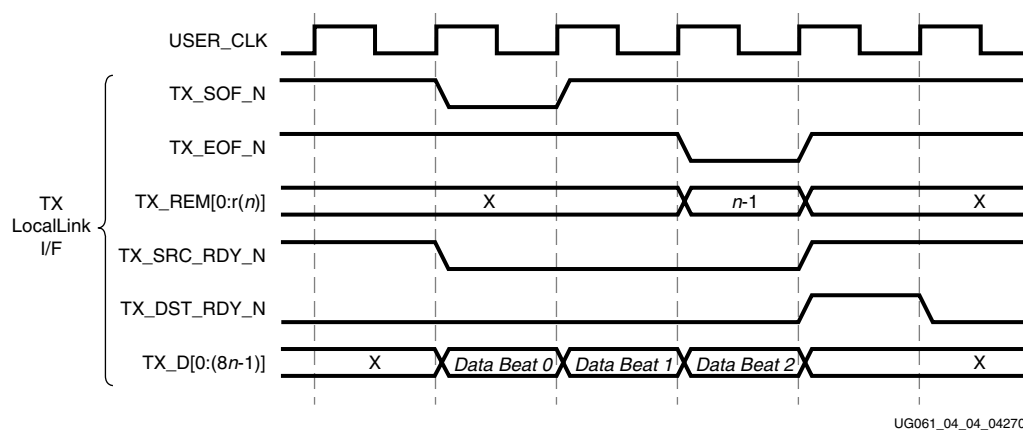 USER_CLK
TX_SOF_N
TX_EOF_N
TX_REM[0:r(n)]
X
n-1
X
TX
LocalLink
I/F
TX_SRC_RDY_N
TX_DST_RDY_N
TX_D[0:(8n-1)]
X
Data Beat 0
Data Beat 1
Data Beat 2
X
UG061_04_04_04270